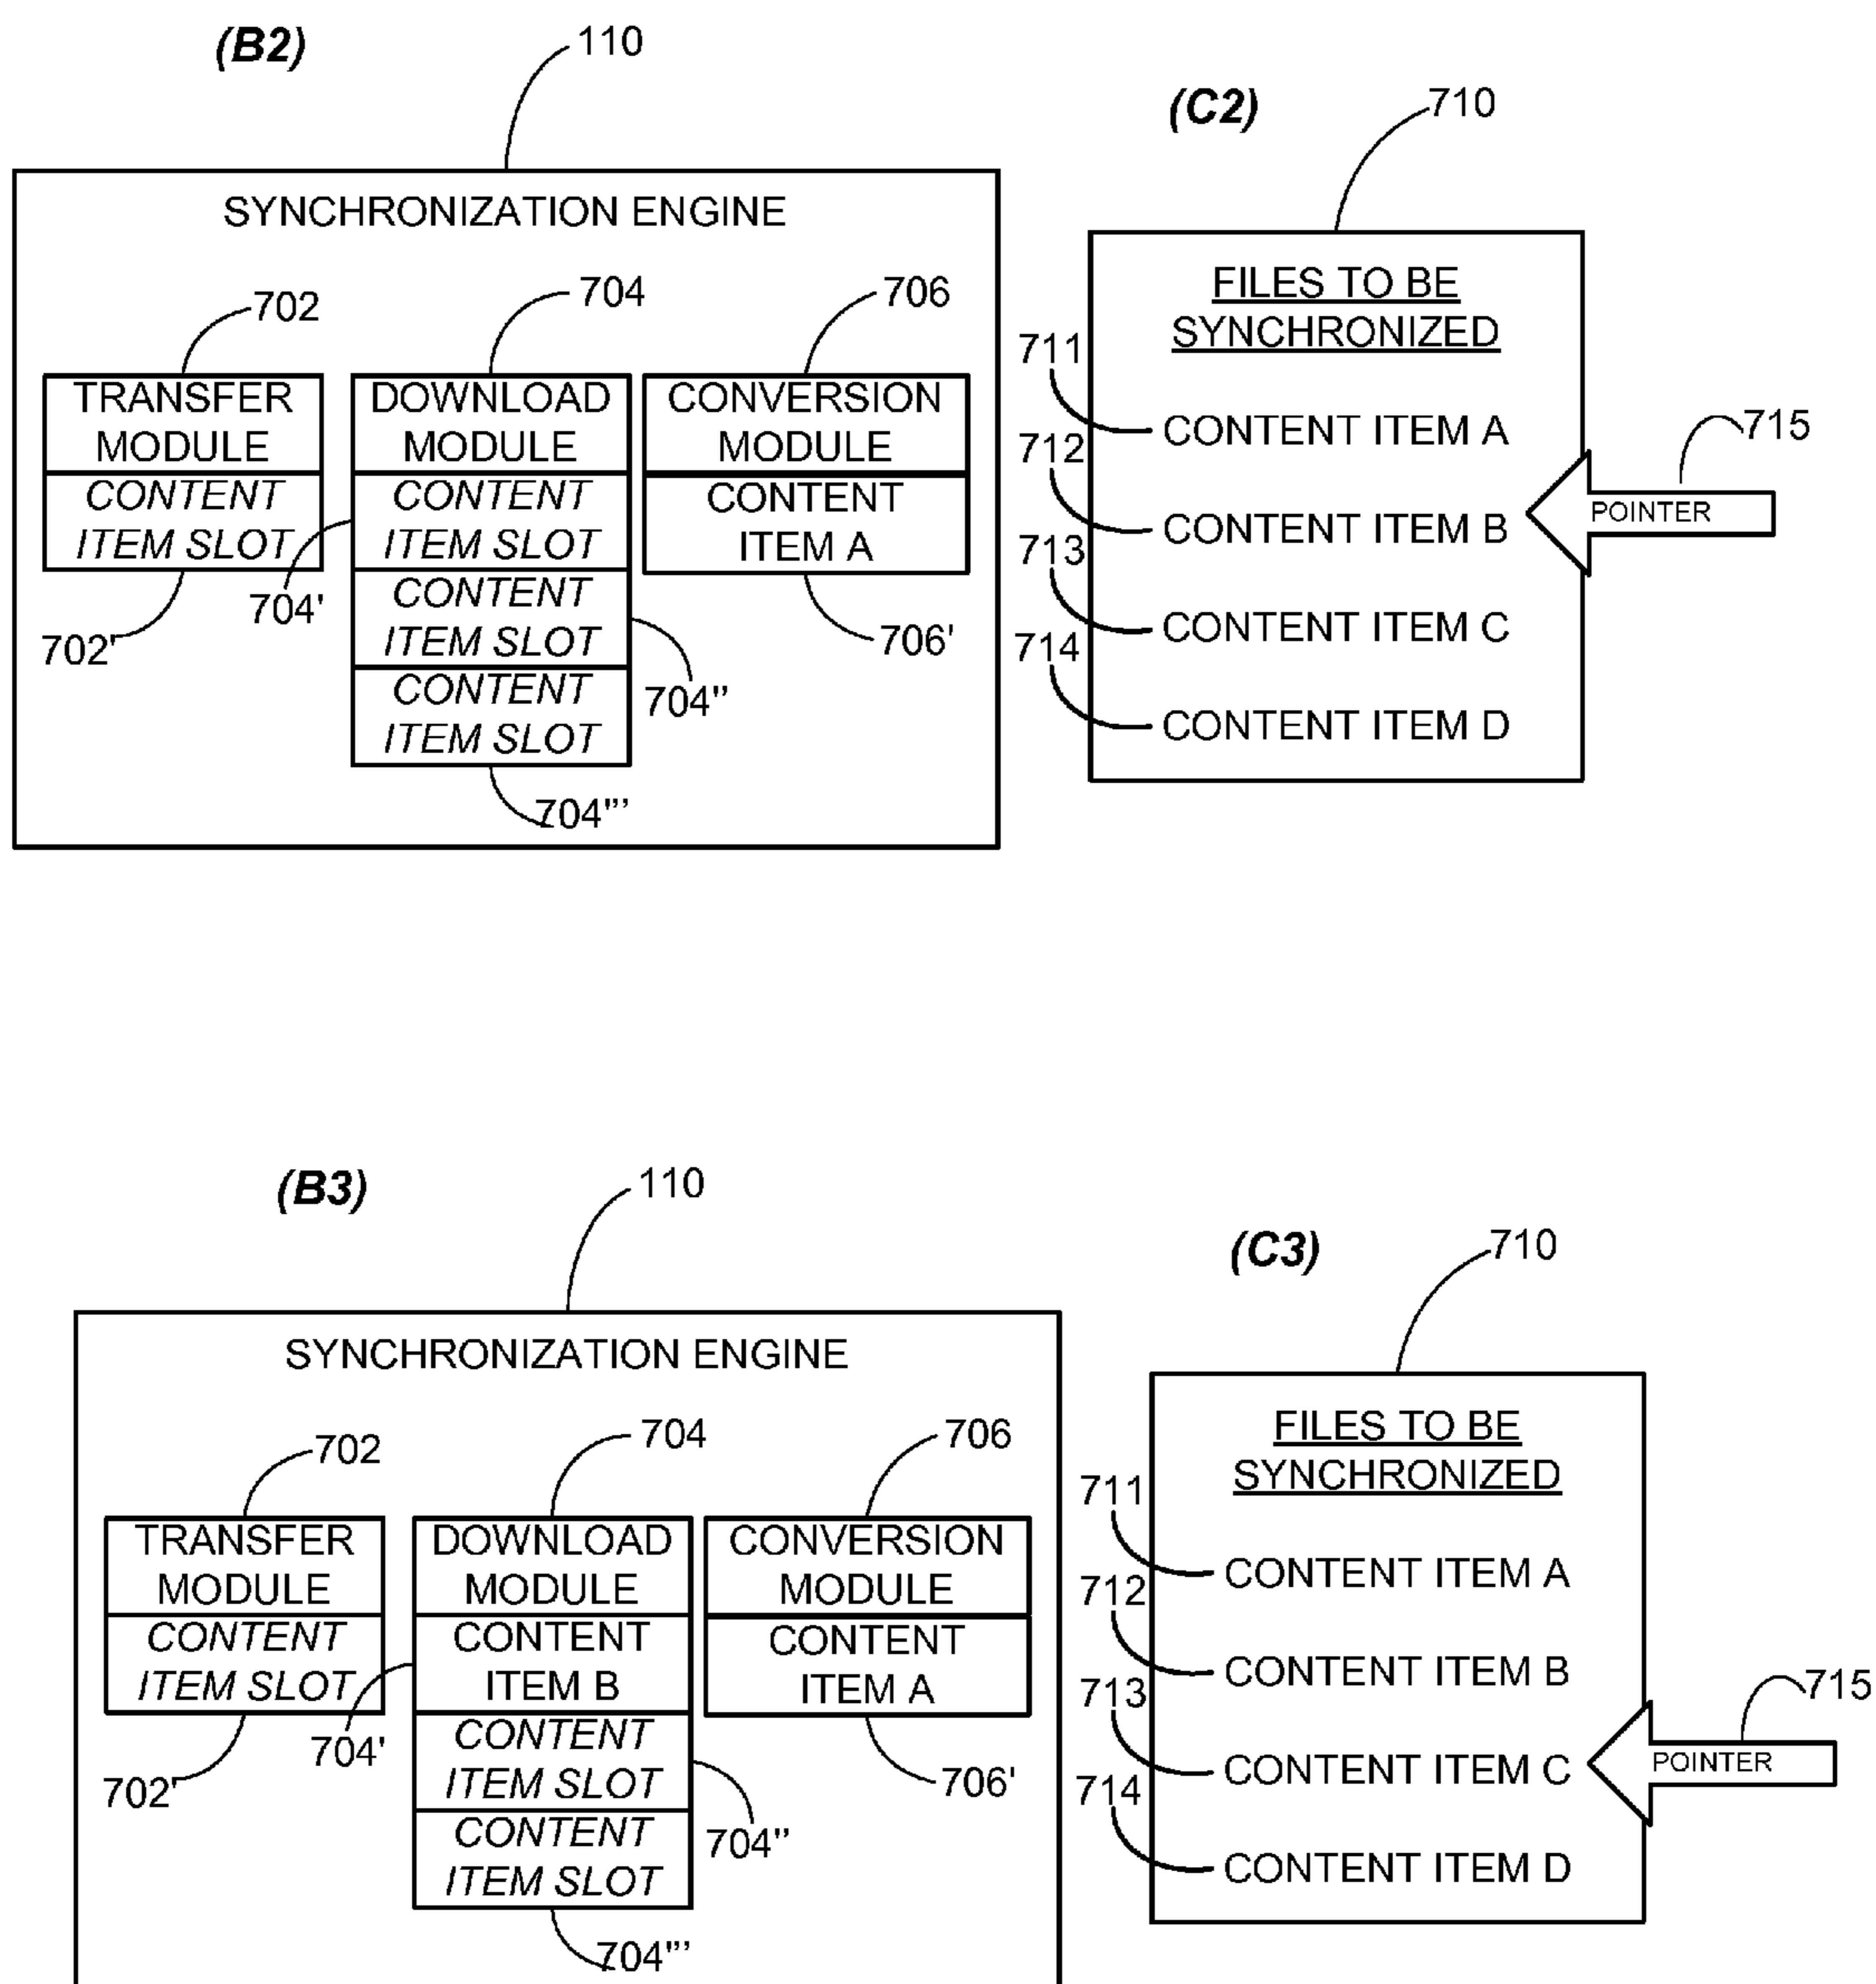 (B2)
110
SYNCHRONIZATION ENGINE
702
704
706
TRANSFER
MODULE
CONTENT
ITEM SLOT
DOWNLOAD
MODULE
CONTENT
ITEM SLOT
CONTENT
ITEM SLOT
CONTENT
ITEM SLOT
CONVERSION
MODULE
CONTENT
ITEM A
702'
704'
704''
704'''
706'
(C2)
710
FILES TO BE
SYNCHRONIZED
711
CONTENT ITEM A
712
CONTENT ITEM B
713
CONTENT ITEM C
714
CONTENT ITEM D
POINTER
715
(B3)
110
SYNCHRONIZATION ENGINE
702
704
706
TRANSFER
MODULE
CONTENT
ITEM SLOT
DOWNLOAD
MODULE
CONTENT
ITEM B
CONTENT
ITEM SLOT
CONTENT
ITEM SLOT
CONVERSION
MODULE
CONTENT
ITEM A
702'
704'
704''
704'''
706'
(C3)
710
FILES TO BE
SYNCHRONIZED
711
CONTENT ITEM A
712
CONTENT ITEM B
713
CONTENT ITEM C
714
CONTENT ITEM D
POINTER
715